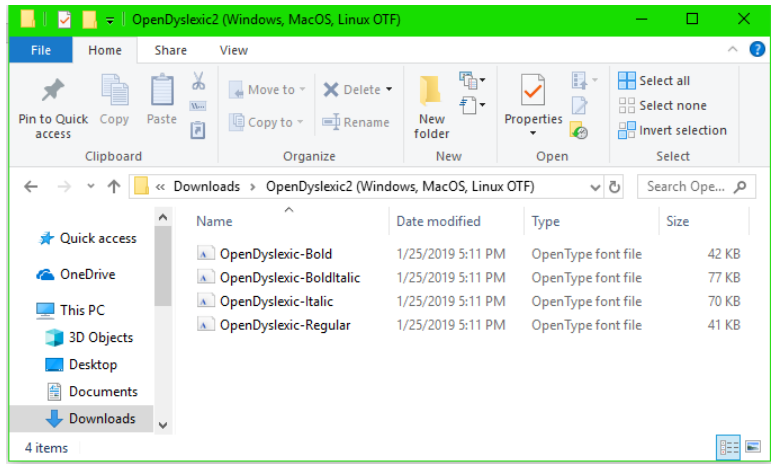 OpenDyslexic2 (Windows, MacOS, Linux OTF)
File Home Share View
Pin to Quick access
Copy
Paste
Move to
Copy to
Delete
Rename
New folder
Properties
Select all
Select none
Invert selection
Clipboard Organize New Open Select
« Downloads › OpenDyslexic2 (Windows, MacOS, Linux OTF) Search Ope...
Name Date modified Type Size
Quick access
OneDrive
This PC
3D Objects
Desktop
Documents
Downloads
OpenDyslexic-Bold 1/25/2019 5:11 PM OpenType font file 42 KB
OpenDyslexic-BoldItalic 1/25/2019 5:11 PM OpenType font file 77 KB
OpenDyslexic-Italic 1/25/2019 5:11 PM OpenType font file 70 KB
OpenDyslexic-Regular 1/25/2019 5:11 PM OpenType font file 41 KB
4 items